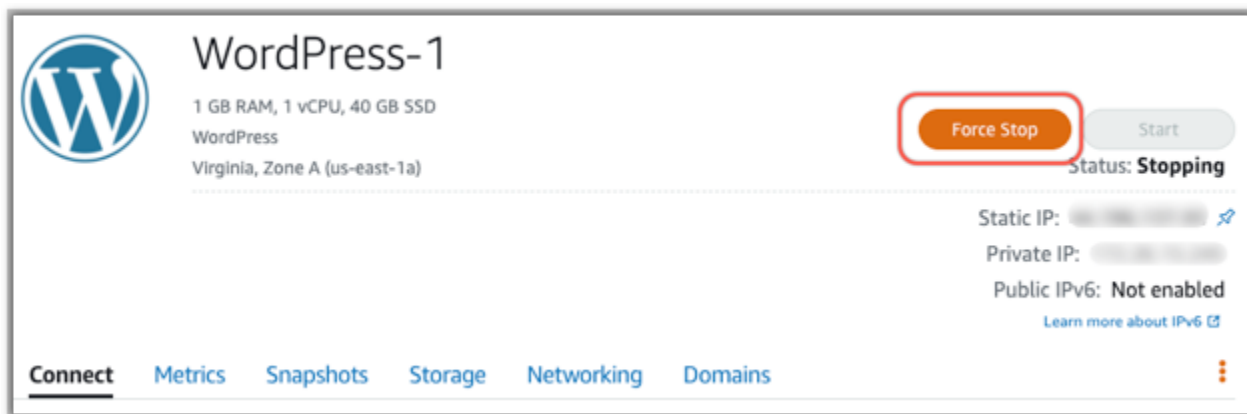 WordPress-1
1 GB RAM, 1 vCPU, 40 GB SSD
WordPress
Virginia, Zone A (us-east-1a)
Force Stop
Start
Status: Stopping
Static IP:
Private IP:
Public IPv6: Not enabled
Learn more about IPv6
Connect Metrics Snapshots Storage Networking Domains